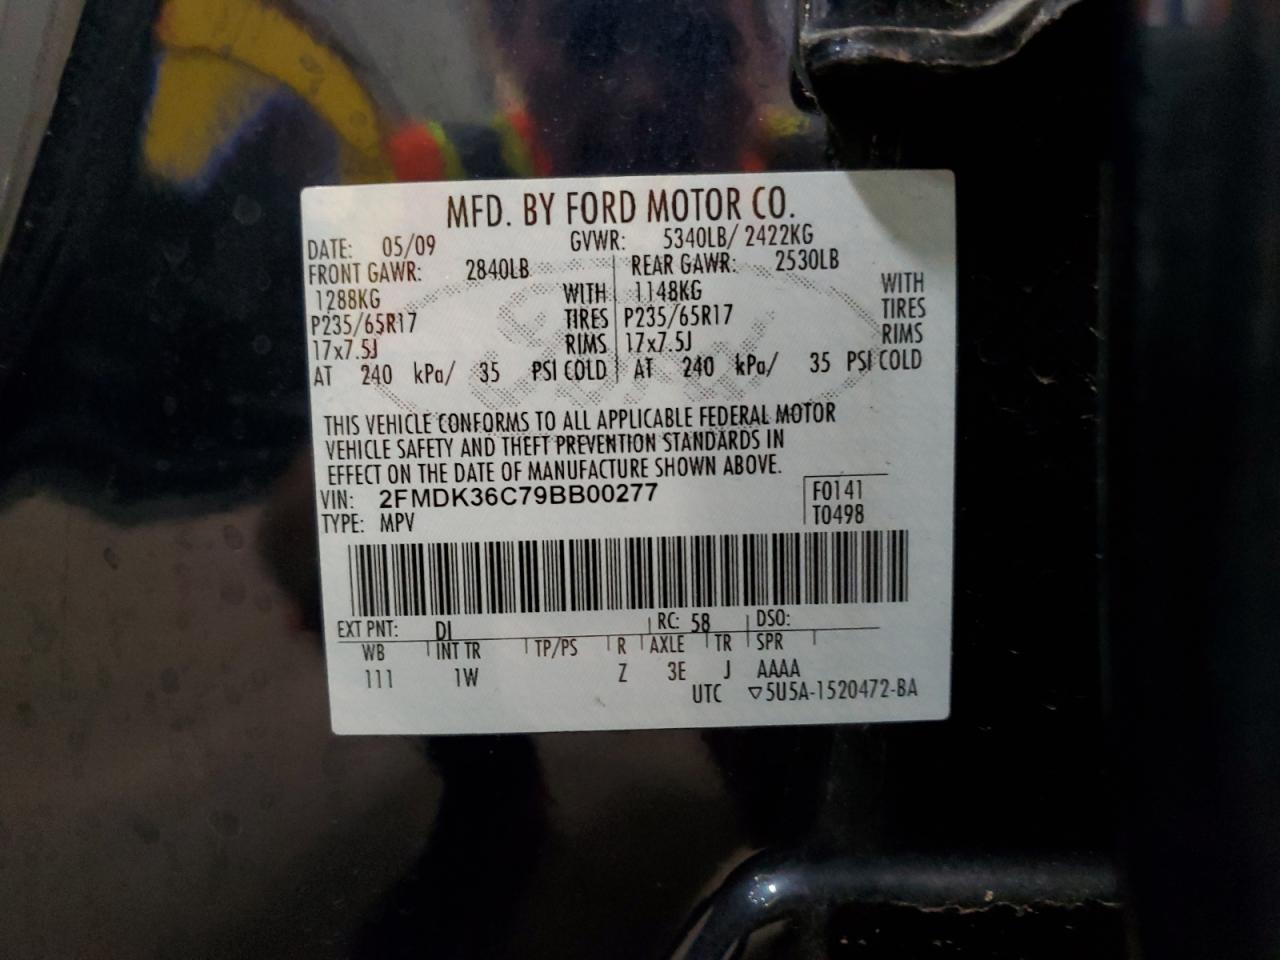 MFD. BY FORD MOTOR CO.
DATE: 05/09 GVWR: 5340LB/ 2422KG
FRONT GAWR: 2840LB REAR GAWR: 2530LB
1288KG WITH 1148KG WITH
P235/65R17 TIRES P235/65R17 TIRES
17x7.5J RIMS 17x7.5J RIMS
AT 240 kPa/ 35 PSI COLD AT 240 kPa/ 35 PSI COLD
THIS VEHICLE CONFORMS TO ALL APPLICABLE FEDERAL MOTOR
VEHICLE SAFETY AND THEFT PREVENTION STANDARDS IN
EFFECT ON THE DATE OF MANUFACTURE SHOWN ABOVE.
VIN: 2FMDK36C79BB00277 F0141
TYPE: MPV T0498
EXT PNT: DI RC: 58 DSO:
WB INT TR TP/PS R AXLE TR SPR
111 1W Z 3E J AAAA
UTC ▽5U5A-1520472-BA